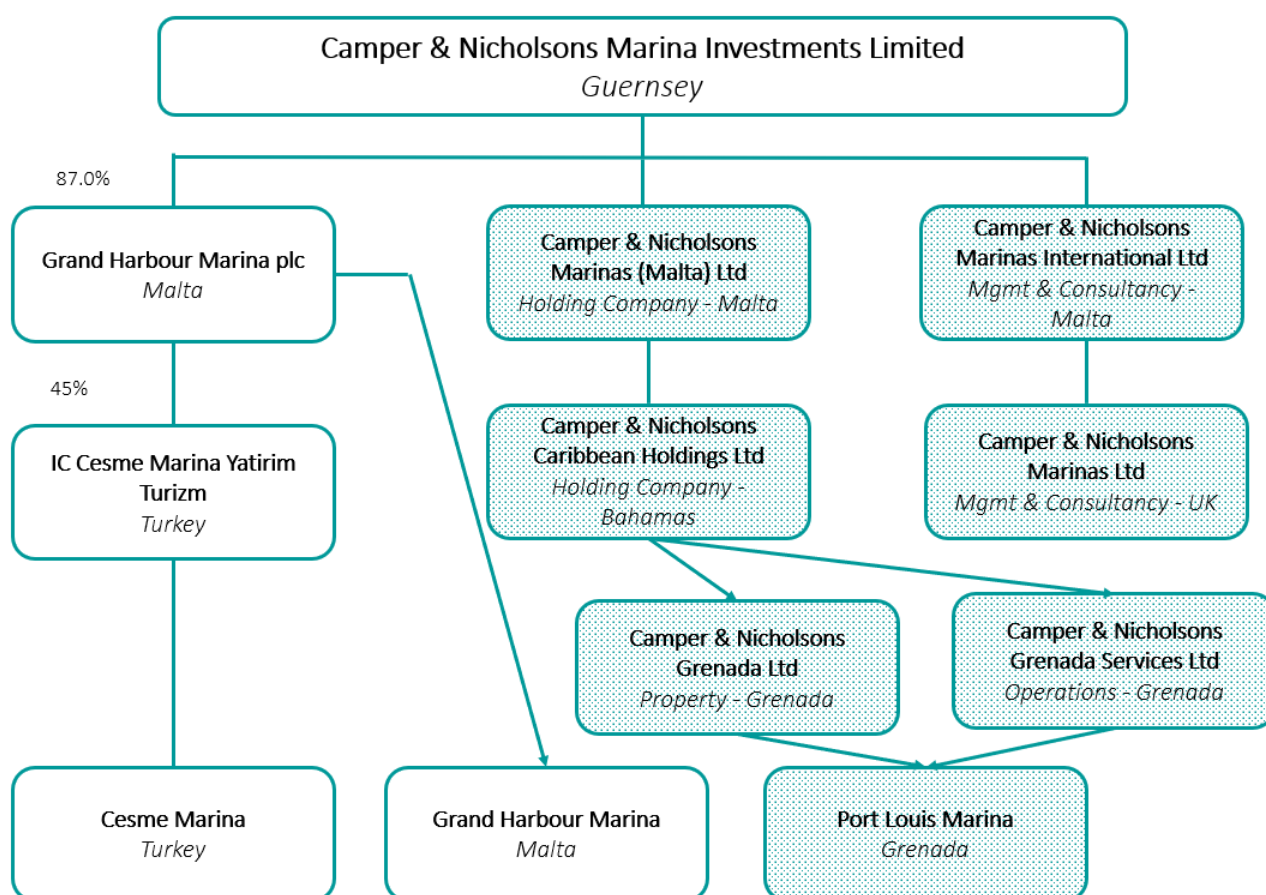 Camper & Nicholsons Marina Investments Limited
Guernsey
87.0%
Grand Harbour Marina plc
Malta
Camper & Nicholsons
Marinas (Malta) Ltd
Holding Company - Malta
Camper & Nicholsons
Marinas International Ltd
Mgmt & Consultancy -
Malta
45%
IC Cesme Marina Yatirim
Turizm
Turkey
Camper & Nicholsons
Caribbean Holdings Ltd
Holding Company -
Bahamas
Camper & Nicholsons
Marinas Ltd
Mgmt & Consultancy - UK
Camper & Nicholsons
Grenada Ltd
Property - Grenada
Camper & Nicholsons
Grenada Services Ltd
Operations - Grenada
Cesme Marina
Turkey
Grand Harbour Marina
Malta
Port Louis Marina
Grenada